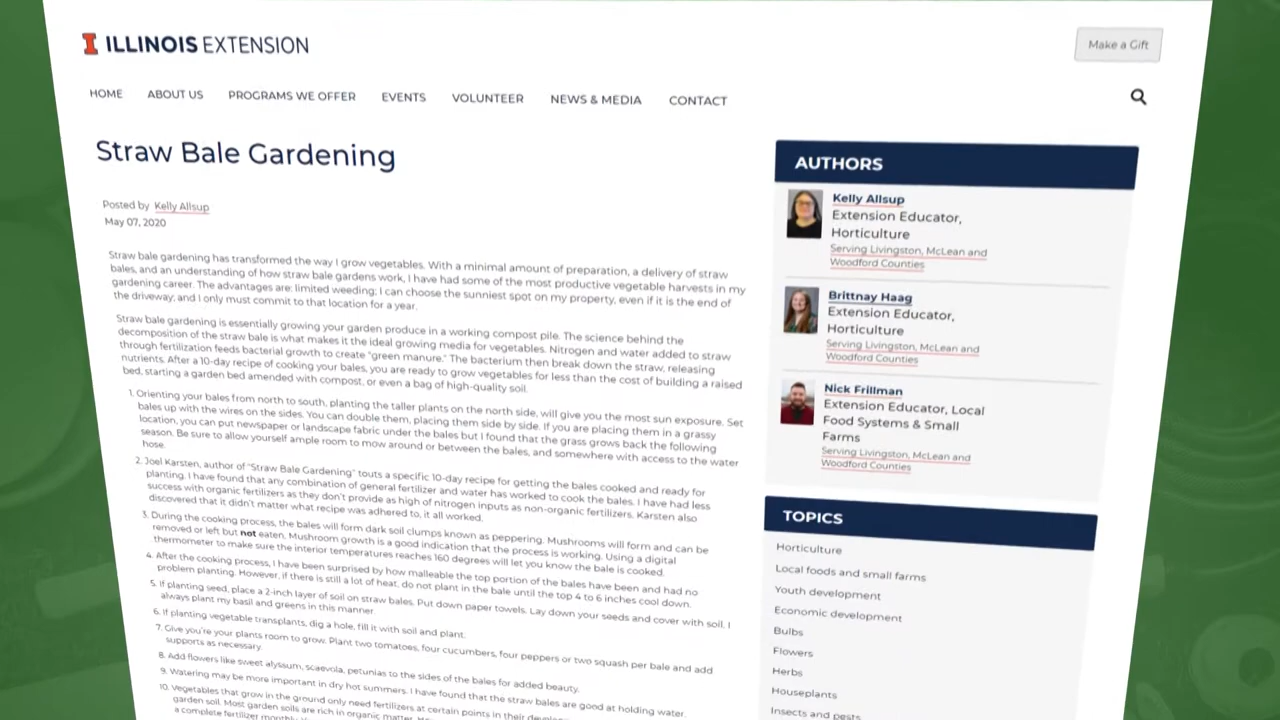 I ILLINOIS EXTENSION
Make a Gift
HOME ABOUT US PROGRAMS WE OFFER EVENTS VOLUNTEER NEWS & MEDIA CONTACT
Straw Bale Gardening
Posted by Kelly Allsup
May 07, 2020
Straw bale gardening has transformed the way I grow vegetables. With a minimal amount of preparation, a delivery of straw
bales, and an understanding of how straw bale gardens work, I have had some of the most productive vegetable harvests in my
gardening career. The advantages are: limited weeding; I can choose the sunniest spot on my property, even if it is the end of
the driveway; and I only must commit to that location for a year.
Straw bale gardening is essentially growing your garden produce in a working compost pile. The science behind the
decomposition of the straw bale is what makes it the ideal growing media for vegetables. Nitrogen and water added to straw
through fertilization feeds bacterial growth to create "green manure." The bacterium then break down the straw, releasing
nutrients. After a 10-day recipe of cooking your bales, you are ready to grow vegetables for less than the cost of building a raised
bed, starting a garden bed amended with compost, or even a bag of high-quality soil.
1. Orienting your bales from north to south, planting the taller plants on the north side, will give you the most sun exposure. Set
bales up with the wires on the sides. You can double them, placing them side by side. If you are placing them in a grassy
location, you can put newspaper or landscape fabric under the bales but I found that the grass grows back the following
season. Be sure to allow yourself ample room to mow around or between the bales, and somewhere with access to the water
hose.
2. Joel Karsten, author of "Straw Bale Gardening" touts a specific 10-day recipe for getting the bales cooked and ready for
planting. I have found that any combination of general fertilizer and water has worked to cook the bales. I have had less
success with organic fertilizers as they don't provide as high of nitrogen inputs as non-organic fertilizers. Karsten also
discovered that it didn't matter what recipe was adhered to, it all worked.
3. During the cooking process, the bales will form dark soil clumps known as peppering. Mushrooms will form and can be
removed or left but not eaten. Mushroom growth is a good indication that the process is working. Using a digital
thermometer to make sure the interior temperatures reaches 160 degrees will let you know the bale is cooked.
4. After the cooking process, I have been surprised by how malleable the top portion of the bales have been and had no
problem planting. However, if there is still a lot of heat, do not plant in the bale until the top 4 to 6 inches cool down.
5. If planting seed, place a 2-inch layer of soil on straw bales. Put down paper towels. Lay down your seeds and cover with soil. I
always plant my basil and greens in this manner.
6. If planting vegetable transplants, dig a hole, fill it with soil and plant.
7. Give you're your plants room to grow. Plant two tomatoes, four cucumbers, four peppers or two squash per bale and add
supports as necessary.
8. Add flowers like sweet alyssum, scaevola, petunias to the sides of the bales for added beauty.
9. Watering may be more important in dry hot summers. I have found that the straw bales are good at holding water.
10. Vegetables that grow in the ground only need fertilizers at certain points in their
garden soil. Most garden soils are rich in organic matter.
a complete fertilizer
AUTHORS
Kelly Allsup
Extension Educator,
Horticulture
Serving Livingston, McLean and
Woodford Counties
Brittnay Haag
Extension Educator,
Horticulture
Serving Livingston, McLean and
Woodford Counties
Nick Frillman
Extension Educator, Local
Food Systems & Small
Farms
Serving Livingston, McLean and
Woodford Counties
TOPICS
Horticulture
Local foods and small farms
Youth development
Economic development
Bulbs
Flowers
Herbs
Houseplants
Insects and pests